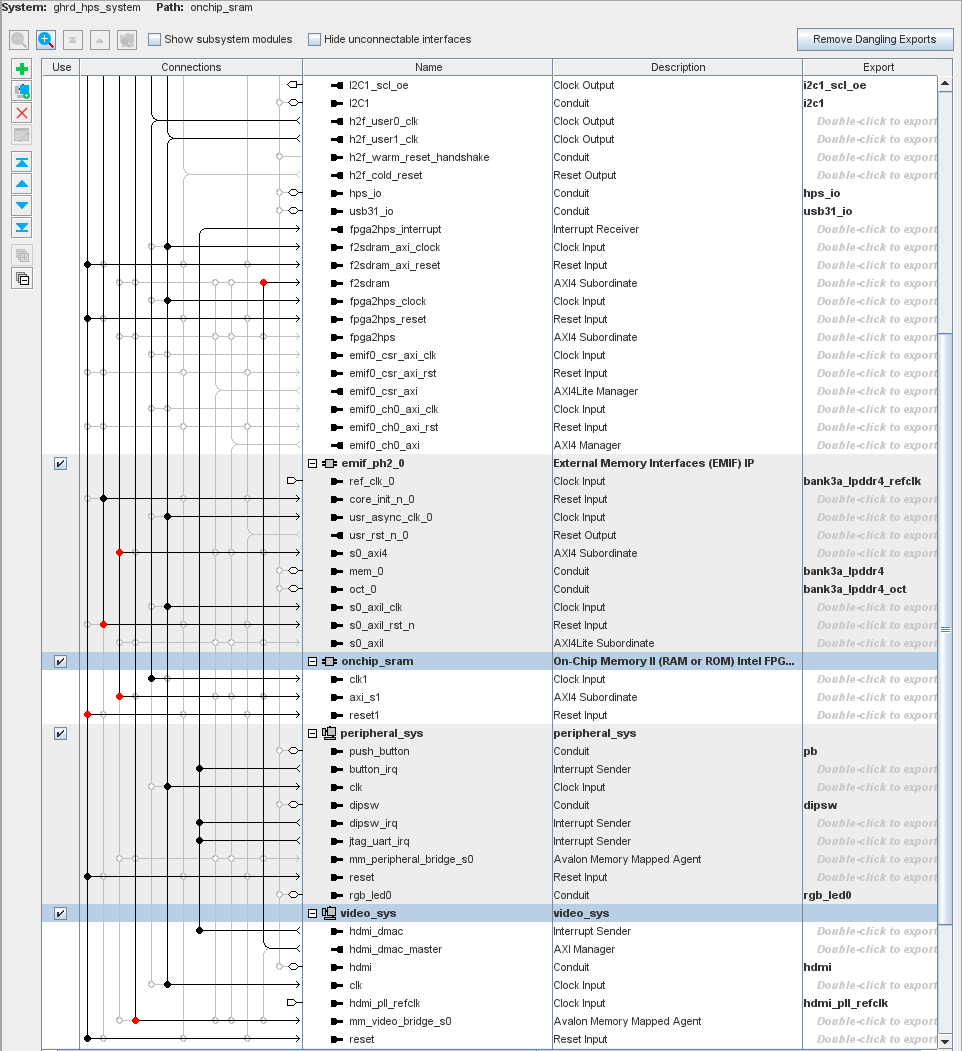 System: ghrd_hps_system Path: onchip_sram
Show subsystem modules Hide unconnectable interfaces Remove Dangling Exports
Use Connections Name Description Export
I2C1_scl_oe Clock Output i2c1_scl_oe
I2C1 Conduit i2c1
h2f_user0_clk Clock Output Double-click to export
h2f_user1_clk Clock Output Double-click to export
h2f_warm_reset_handshake Conduit Double-click to export
h2f_cold_reset Reset Output Double-click to export
hps_io Conduit hps_io
usb31_io Conduit usb31_io
fpga2hps_interrupt Interrupt Receiver Double-click to export
f2sdram_axi_clock Clock Input Double-click to export
f2sdram_axi_reset Reset Input Double-click to export
f2sdram AXI4 Subordinate Double-click to export
fpga2hps_clock Clock Input Double-click to export
fpga2hps_reset Reset Input Double-click to export
fpga2hps AXI4 Subordinate Double-click to export
emif0_csr_axi_clk Clock Input Double-click to export
emif0_csr_axi_rst Reset Input Double-click to export
emif0_csr_axi AXI4Lite Manager Double-click to export
emif0_ch0_axi_clk Clock Input Double-click to export
emif0_ch0_axi_rst Reset Input Double-click to export
emif0_ch0_axi AXI4 Manager Double-click to export
emif_ph2_0 External Memory Interfaces (EMIF) IP
ref_clk_0 Clock Input bank3a_lpddr4_refclk
core_init_n_0 Reset Input Double-click to export
usr_async_clk_0 Clock Input Double-click to export
usr_rst_n_0 Reset Output Double-click to export
s0_axi4 AXI4 Subordinate Double-click to export
mem_0 Conduit bank3a_lpddr4
oct_0 Conduit bank3a_lpddr4_oct
s0_axil_clk Clock Input Double-click to export
s0_axil_rst_n Reset Input Double-click to export
s0_axil AXI4Lite Subordinate Double-click to export
onchip_sram On-Chip Memory II (RAM or ROM) Intel FPG...
clk1 Clock Input Double-click to export
axi_s1 AXI4 Subordinate Double-click to export
reset1 Reset Input Double-click to export
peripheral_sys peripheral_sys
push_button Conduit pb
button_irq Interrupt Sender Double-click to export
clk Clock Input Double-click to export
dipsw Conduit dipsw
dipsw_irq Interrupt Sender Double-click to export
jtag_uart_irq Interrupt Sender Double-click to export
mm_peripheral_bridge_s0 Avalon Memory Mapped Agent Double-click to export
reset Reset Input Double-click to export
rgb_led0 Conduit rgb_led0
video_sys video_sys
hdmi_dmac Interrupt Sender Double-click to export
hdmi_dmac_master AXI Manager Double-click to export
hdmi Conduit hdmi
clk Clock Input Double-click to export
hdmi_pll_refclk Clock Input hdmi_pll_refclk
mm_video_bridge_s0 Avalon Memory Mapped Agent Double-click to export
reset Reset Input Double-click to export